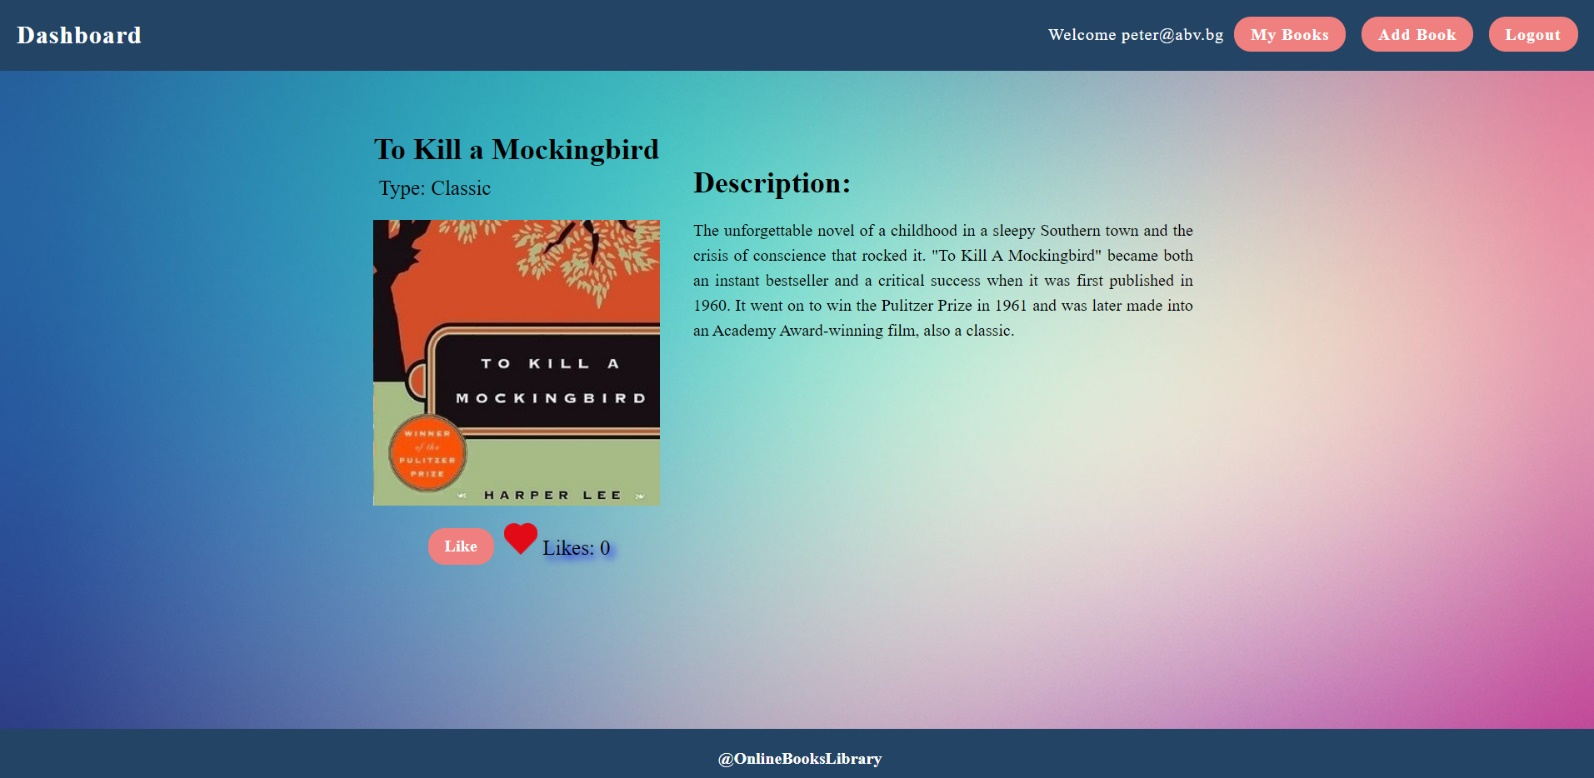 Dashboard
Welcome peter@abv.bg
My Books
Add Book
Logout
To Kill a Mockingbird
Type: Classic
TO KILL A
MOCKINGBIRD
WINNER
of the
PULITZER
PRIZE
HARPER LEE
Like
Likes: 0
Description:
The unforgettable novel of a childhood in a sleepy Southern town and the
crisis of conscience that rocked it. "To Kill A Mockingbird" became both
an instant bestseller and a critical success when it was first published in
1960. It went on to win the Pulitzer Prize in 1961 and was later made into
an Academy Award-winning film, also a classic.
@OnlineBooksLibrary